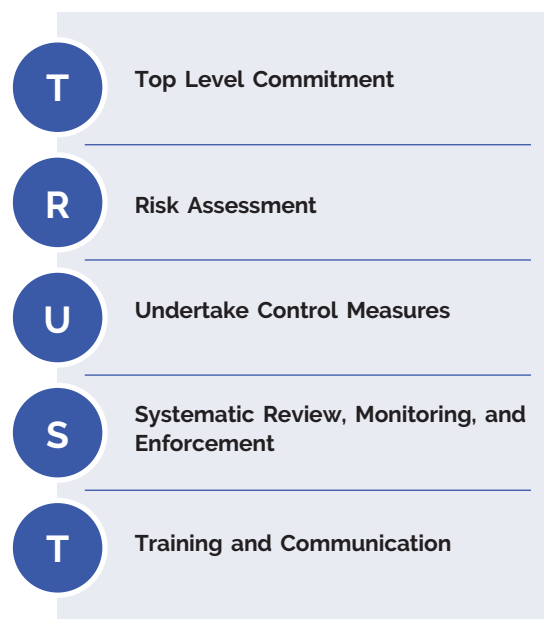 T
Top Level Commitment
R
Risk Assessment
U
Undertake Control Measures
S
Systematic Review, Monitoring, and
Enforcement
T
Training and Communication